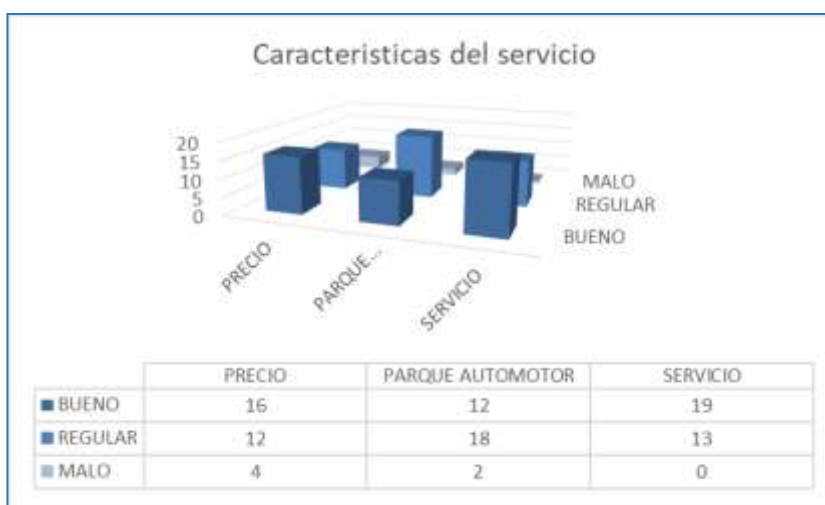 Caracteristicas del servicio
20
15
10
5
0
MALO
REGULAR
BUENO
PRECIO
PARQUE...
SERVICIO
PRECIO PARQUE AUTOMOTOR SERVICIO
BUENO 16 12 19
REGULAR 12 18 13
MALO 4 2 0